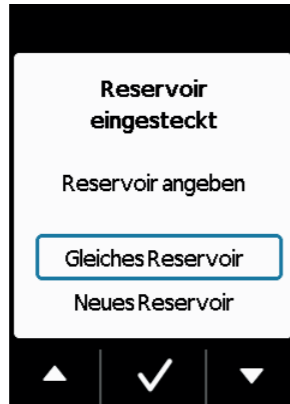 Reservoir
eingesteckt
Reservoir angeben
Gleiches Reservoir
Neues Reservoir